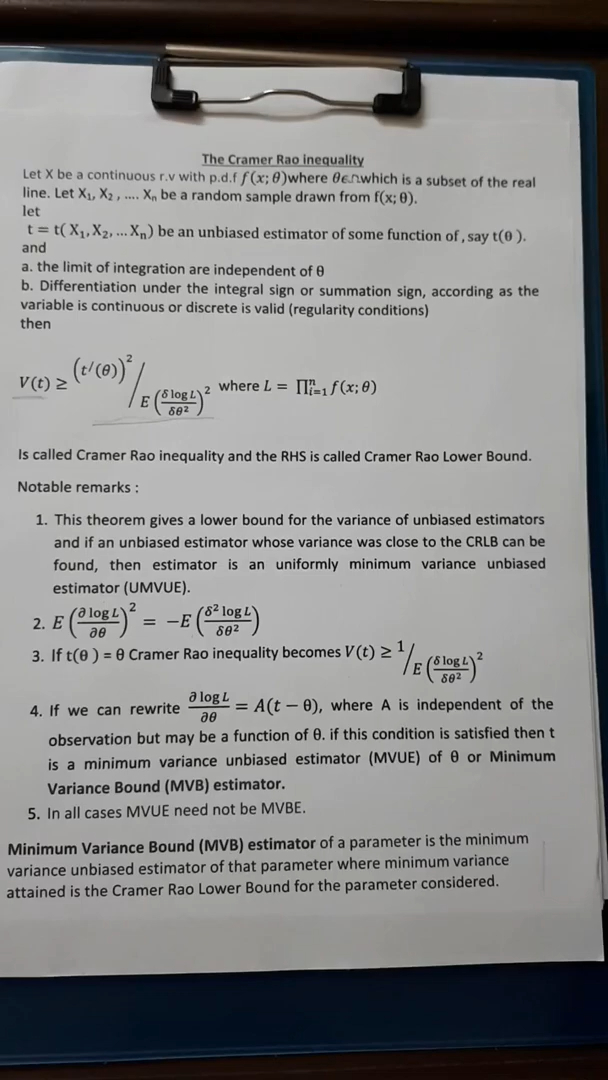 The Cramer Rao inequality
Let X be a continuous r.v with p.d.f f(x; θ)where θϵ.∩which is a subset of the real
line. Let X₁, X₂ , .... Xₙ be a random sample drawn from f(x; θ).
let
t = t( X₁, X₂, ... Xₙ) be an unbiased estimator of some function of , say t(θ ).
and
a. the limit of integration are independent of θ
b. Differentiation under the integral sign or summation sign, according as the
variable is continuous or discrete is valid (regularity conditions)
then
V(t) ≥ (t′(θ))² / E (δ log L / δθ²)² where L = ∏ⁿᵢ₌₁ f(x; θ)
Is called Cramer Rao inequality and the RHS is called Cramer Rao Lower Bound.
Notable remarks :
1. This theorem gives a lower bound for the variance of unbiased estimators
and if an unbiased estimator whose variance was close to the CRLB can be
found, then estimator is an uniformly minimum variance unbiased
estimator (UMVUE).
2. E (∂ log L / ∂θ)² = −E (δ² log L / δθ²)
3. If t(θ ) = θ Cramer Rao inequality becomes V(t) ≥ 1 / E (δ log L / δθ²)²
4. If we can rewrite ∂ log L / ∂θ = A(t − θ), where A is independent of the
observation but may be a function of θ. if this condition is satisfied then t
is a minimum variance unbiased estimator (MVUE) of θ or Minimum
Variance Bound (MVB) estimator.
5. In all cases MVUE need not be MVBE.
Minimum Variance Bound (MVB) estimator of a parameter is the minimum
variance unbiased estimator of that parameter where minimum variance
attained is the Cramer Rao Lower Bound for the parameter considered.